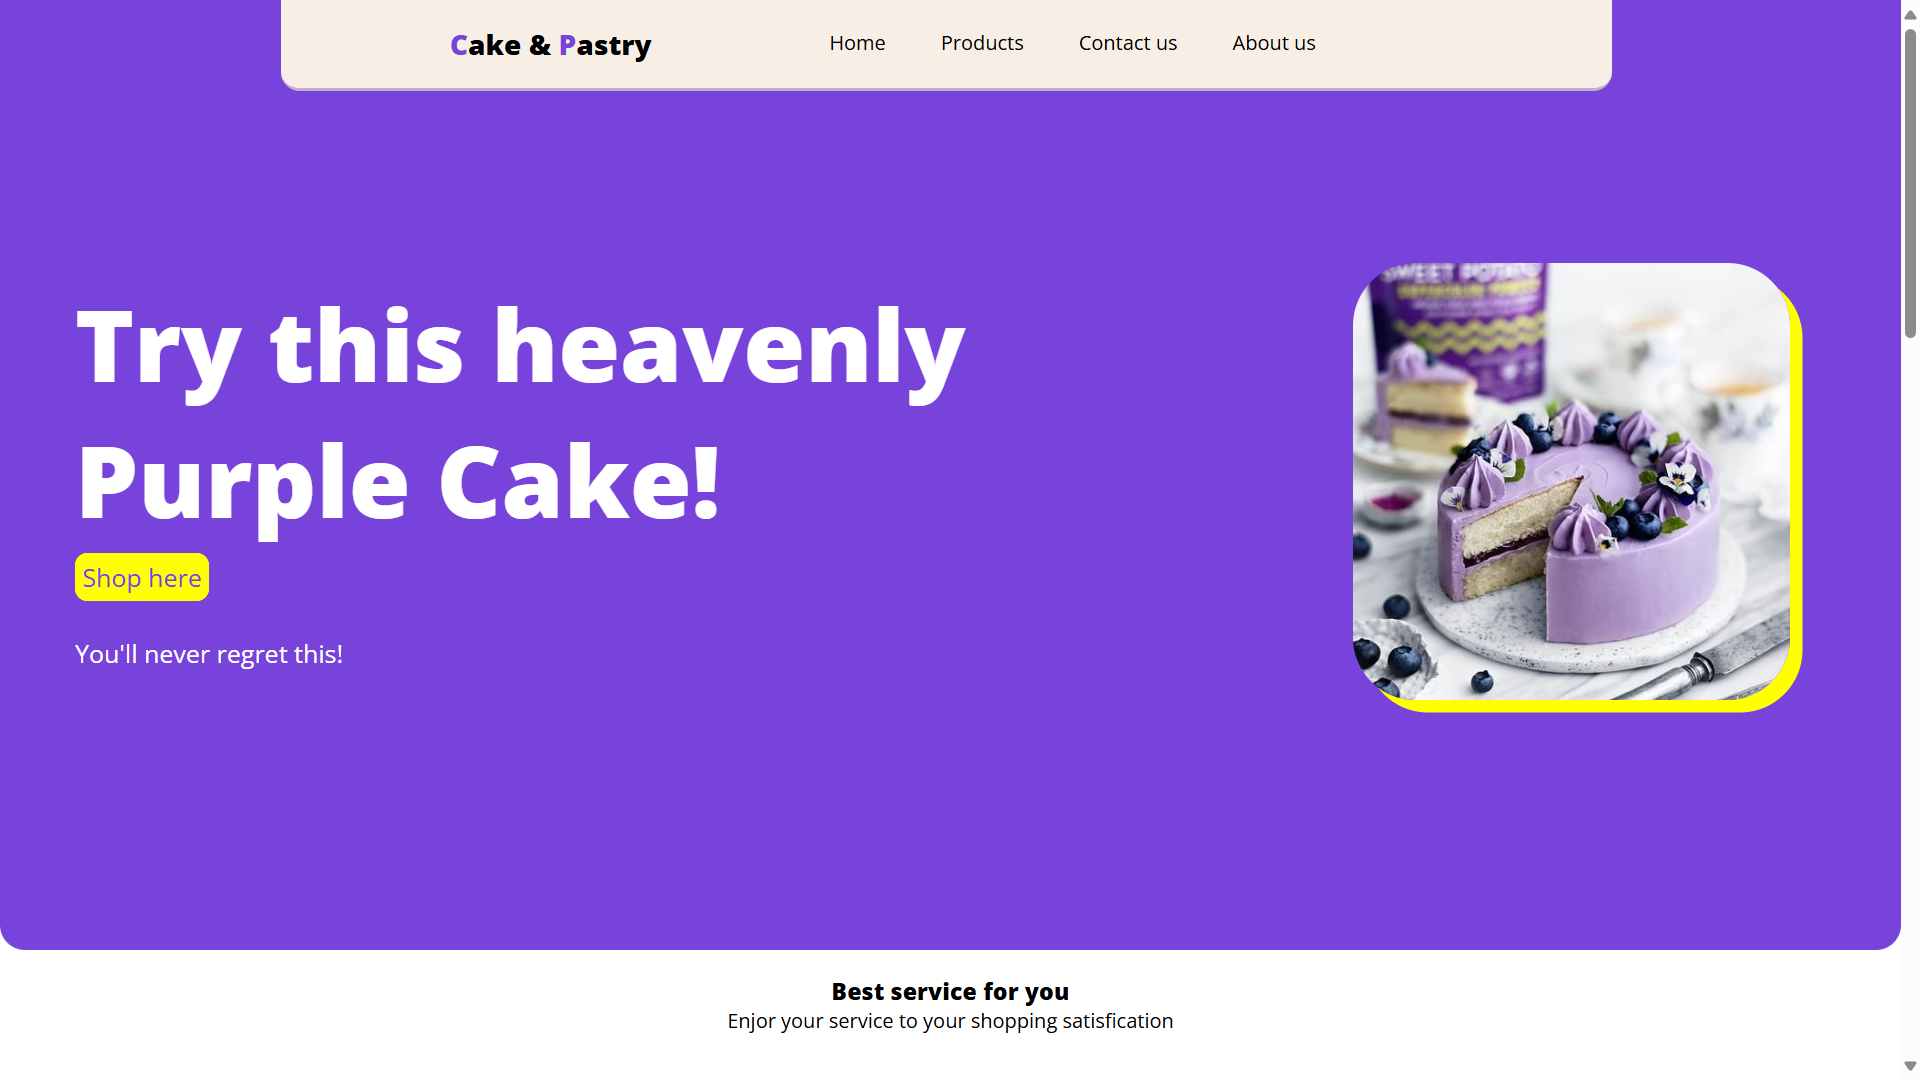 Cake & Pastry
Home
Products
Contact us
About us
Try this heavenly
Purple Cake!
Shop here
You'll never regret this!
SWEET
Best service for you
Enjor your service to your shopping satisfication